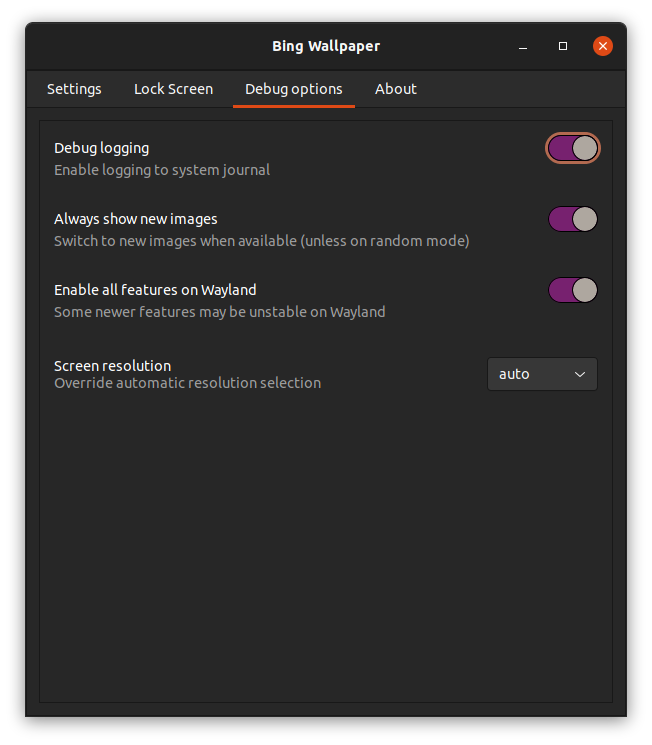 Bing Wallpaper
Settings Lock Screen Debug options About
Debug logging
Enable logging to system journal
Always show new images
Switch to new images when available (unless on random mode)
Enable all features on Wayland
Some newer features may be unstable on Wayland
Screen resolution
Override automatic resolution selection
auto